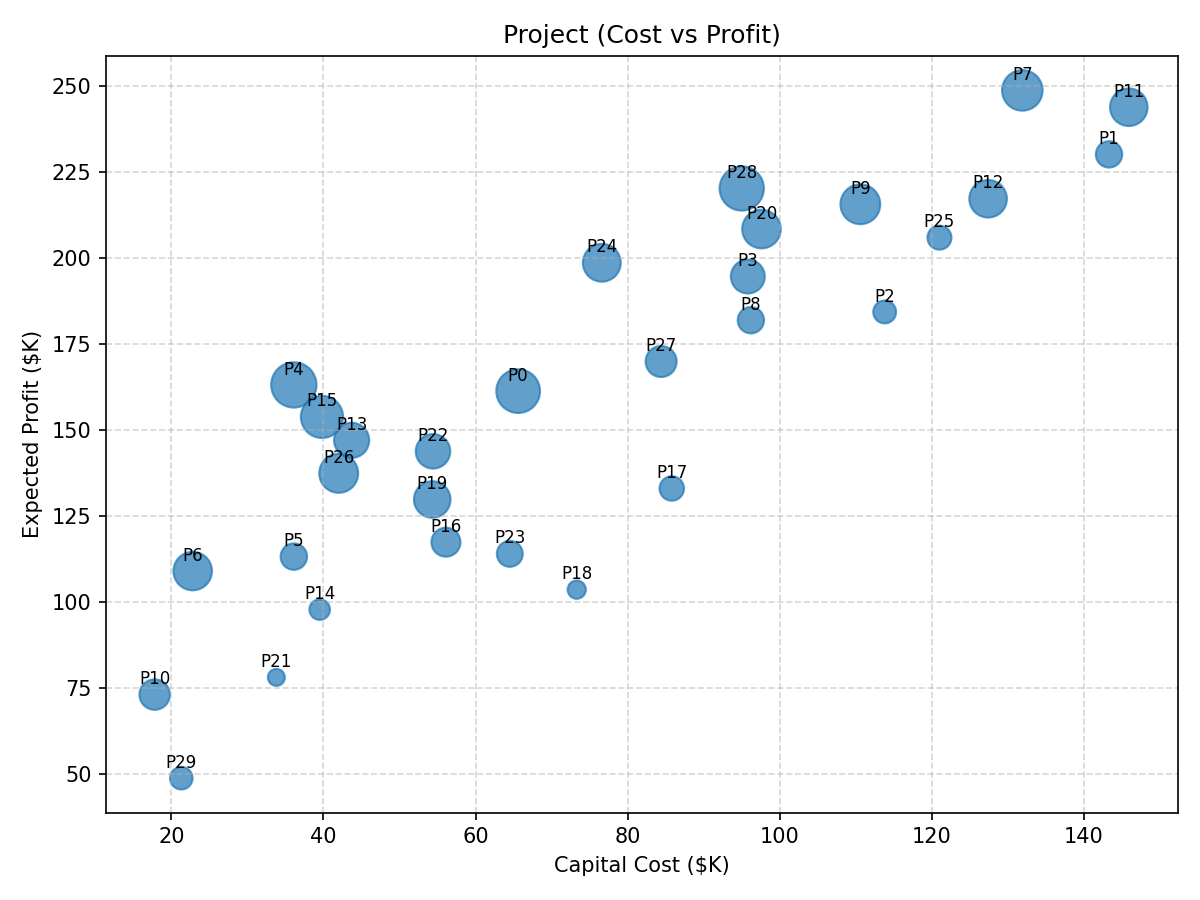 Project (Cost vs Profit)
Expected Profit ($K)
250
225
200
175
150
125
100
75
50
P7
P11
P1
P28
P12
P9
P20
P25
P24
P3
P2
P8
P27
P4
P0
P15
P13
P22
P26
P17
P19
P16
P23
P5
P6
P18
P14
P21
P10
P29
20
40
60
80
100
120
140
Capital Cost ($K)